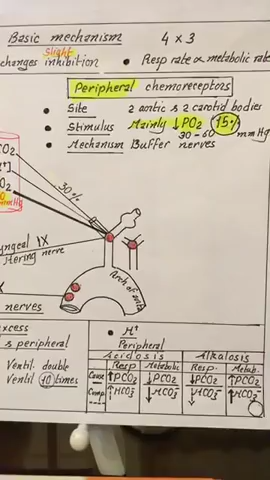 Basic mechanism 4 x 3
Slight
changes inhibition • Resp rate α metabolic rate
Peripheral chemoreceptors
• Site 2 aortic & 2 carotid bodies
• Stimulus Mainly ↓PO2 15%
30-60 mmHg
• Mechanism Buffer nerves
CO2
H+]
O2
mmHg
30%
yngeal IX
Hering nerve
Arch of aorta
X
nerves
excess
• H+
s peripheral
Peripheral
Acidosis Alkalosis
Ventil. double
Resp Metabolic Resp. Metab.
Ventil 10 times
Cause ↑PCO2 ↓PCO2 ↓PCO2 ↑PCO2
Comp. ↑HCO3⁻ ↓HCO3⁻ ↓HCO3⁻ ↑HCO3⁻